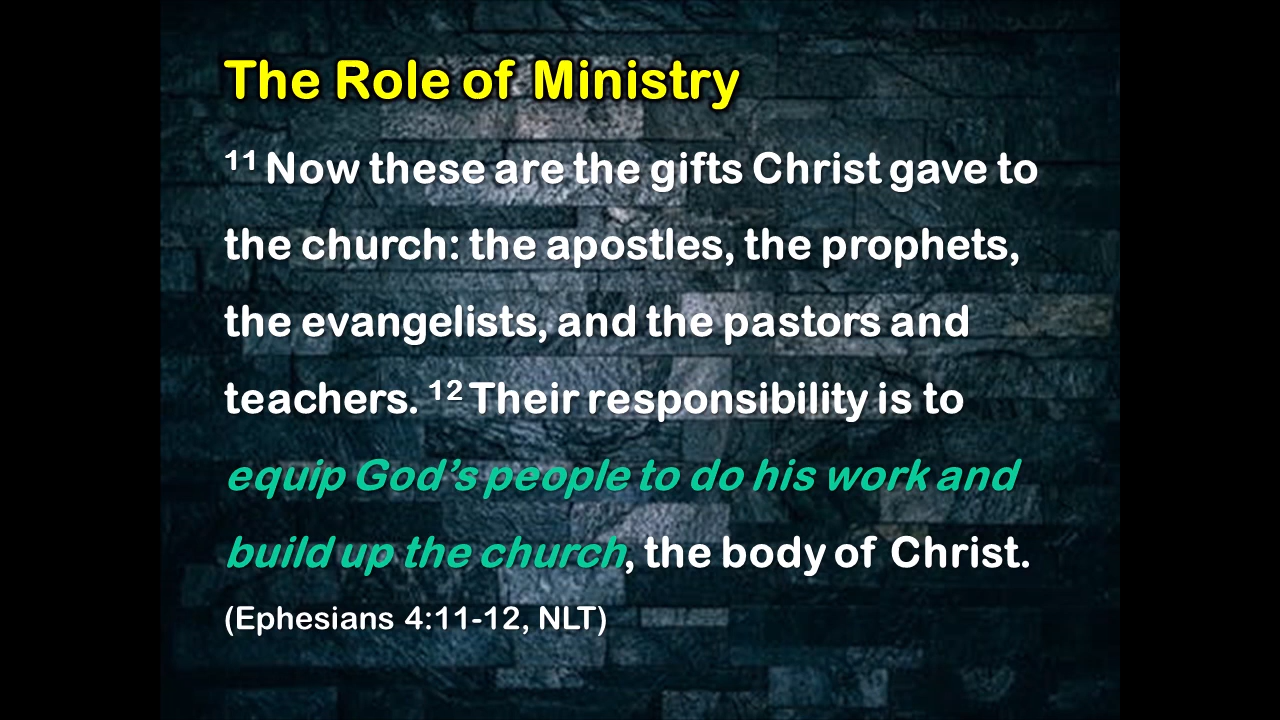 The Role of Ministry
11 Now these are the gifts Christ gave to
the church: the apostles, the prophets,
the evangelists, and the pastors and
teachers. 12 Their responsibility is to
equip God’s people to do his work and
build up the church, the body of Christ.
(Ephesians 4:11-12, NLT)